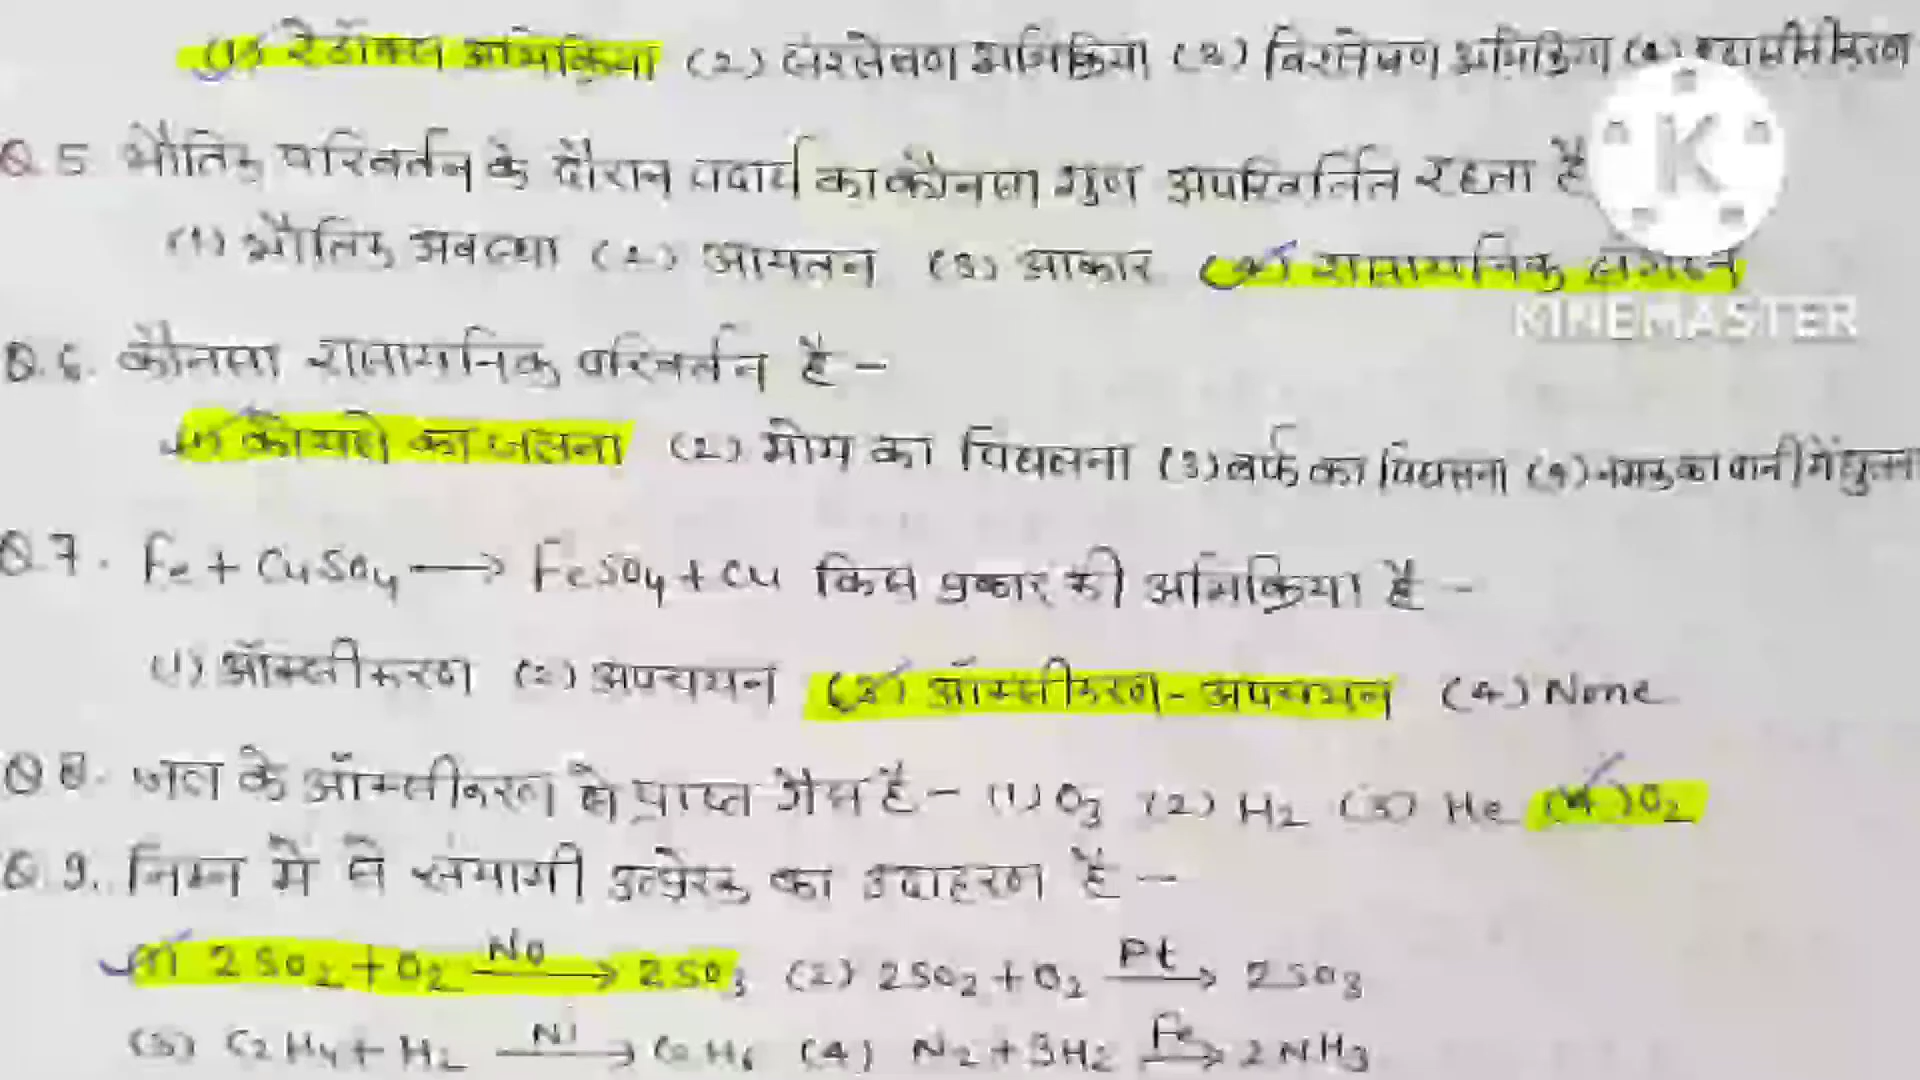 (1) रेडॉक्स अभिक्रिया (2) संश्लेषण अभिक्रिया (3) विश्लेषण अभिक्रिया (4) उदासीनीकरण
Q.5. भौतिक परिवर्तन के दौरान पदार्थ का कौनसा गुण अपरिवर्तित रहता है
(1) भौतिक अवस्था (2) आयतन (3) आकार (4) रासायनिक संगठन
KINEMASTER
Q.6. कौनसा रासायनिक परिवर्तन है -
(1) कोयले का जलना (2) मोम का पिघलना (3) बर्फ का पिघलना (4) नमक का पानी में घुलना
Q.7. Fe + CuSO4 → FeSO4 + Cu किस प्रकार की अभिक्रिया है -
(1) ऑक्सीकरण (2) अपचयन (3) ऑक्सीकरण - अपचयन (4) None
Q.8. जल के ऑक्सीकरण से प्राप्त गैस है - (1) O3 (2) H2 (3) He (4) O2
Q.9. निम्न में से समांगी उत्प्रेरक का उदाहरण है -
(1) 2SO2 + O2 NO → 2SO3 (2) 2SO2 + O2 Pt → 2SO3
(3) C2H4 + H2 Ni → C2H6 (4) N2 + 3H2 Fe → 2NH3